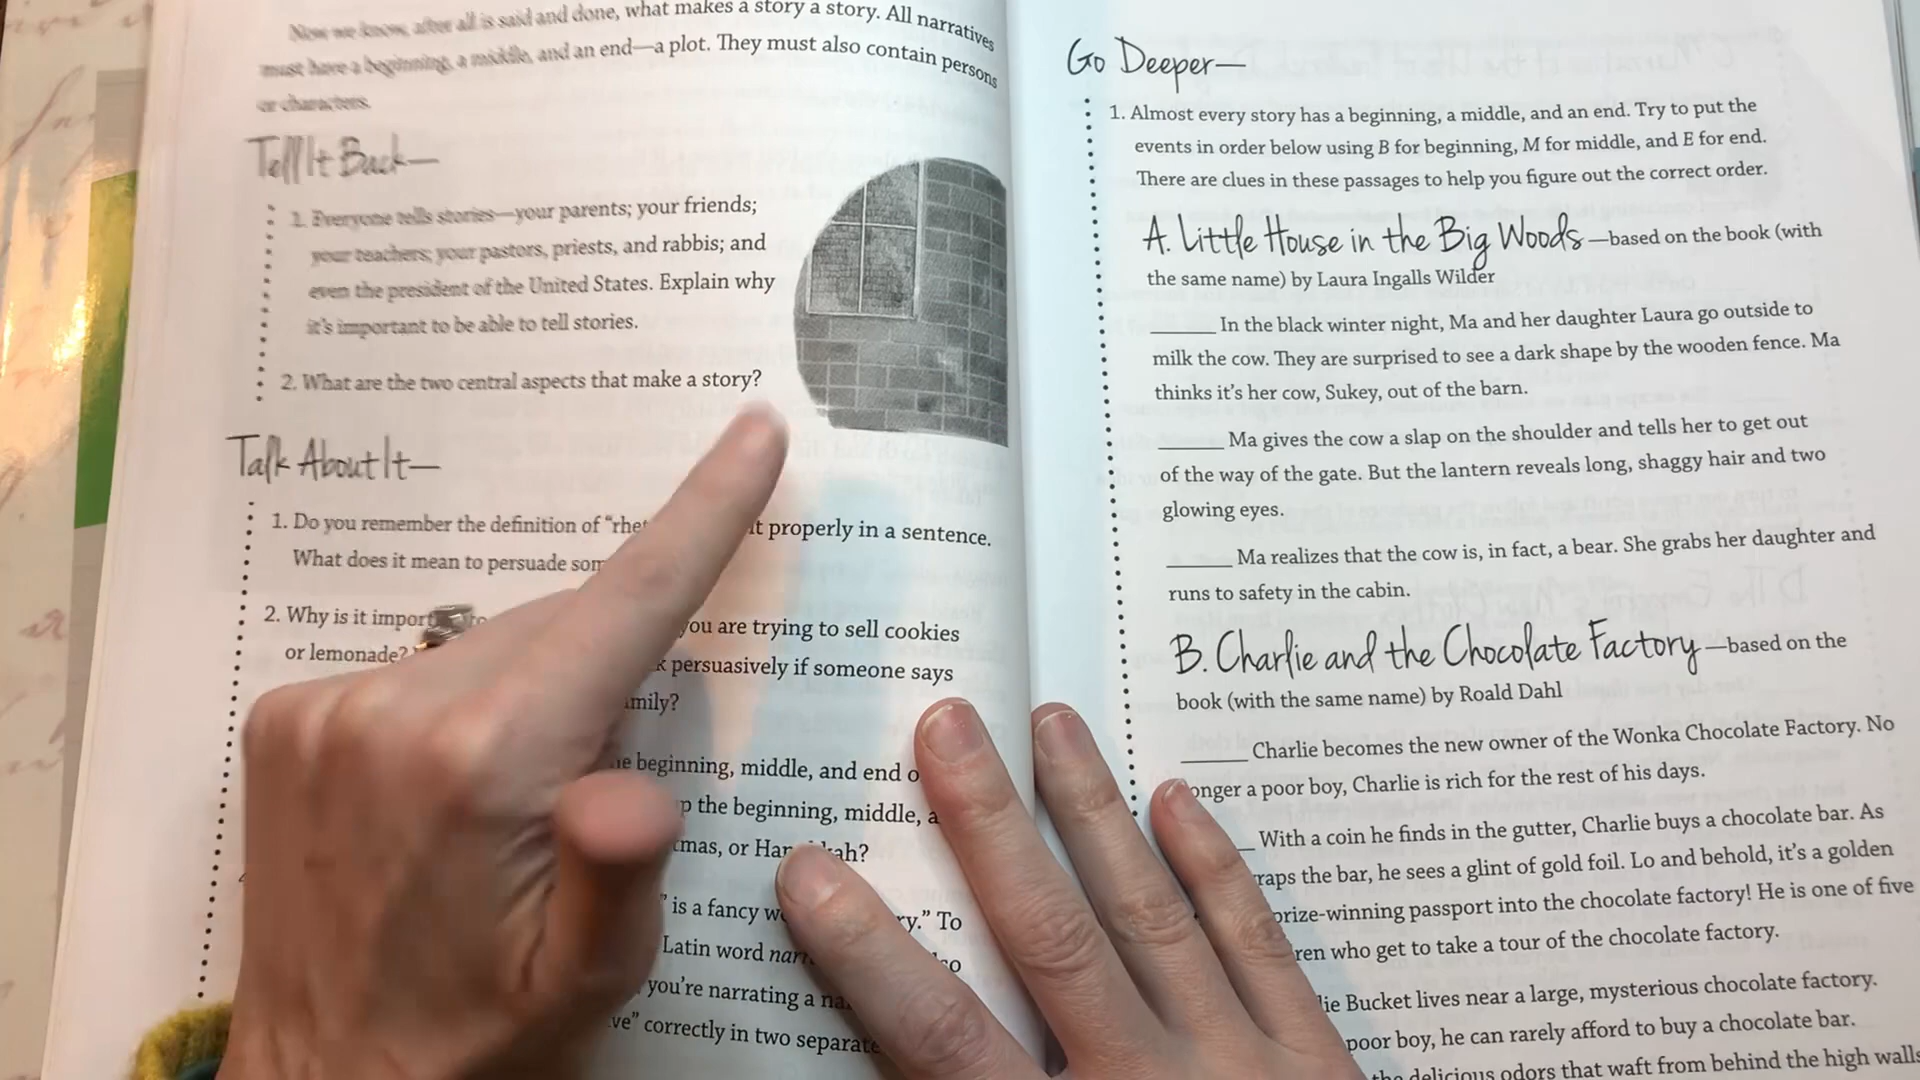 Now we know, after all is said and done, what makes a story a story. All narratives
must have a beginning, a middle, and an end—a plot. They must also contain persons
or characters.
Tell It Back—
1. Everyone tells stories—your parents; your friends;
your teachers; your pastors, priests, and rabbis; and
even the president of the United States. Explain why
it's important to be able to tell stories.
2. What are the two central aspects that make a story?
Talk About It—
1. Do you remember the definition of "rhet it properly in a sentence.
What does it mean to persuade som
2. Why is it import to you are trying to sell cookies
or lemonade? persuasively if someone says
mily?
beginning, middle, and end o
the beginning, middle, a
mas, or Han kah?
" is a fancy w ry." To
Latin word narr
you're narrating a na
ve" correctly in two separate
Go Deeper—
1. Almost every story has a beginning, a middle, and an end. Try to put the
events in order below using B for beginning, M for middle, and E for end.
There are clues in these passages to help you figure out the correct order.
A. Little House in the Big Woods—based on the book (with
the same name) by Laura Ingalls Wilder
______ In the black winter night, Ma and her daughter Laura go outside to
milk the cow. They are surprised to see a dark shape by the wooden fence. Ma
thinks it's her cow, Sukey, out of the barn.
______ Ma gives the cow a slap on the shoulder and tells her to get out
of the way of the gate. But the lantern reveals long, shaggy hair and two
glowing eyes.
______ Ma realizes that the cow is, in fact, a bear. She grabs her daughter and
runs to safety in the cabin.
B. Charlie and the Chocolate Factory—based on the
book (with the same name) by Roald Dahl
______ Charlie becomes the new owner of the Wonka Chocolate Factory. No
onger a poor boy, Charlie is rich for the rest of his days.
With a coin he finds in the gutter, Charlie buys a chocolate bar. As
raps the bar, he sees a glint of gold foil. Lo and behold, it's a golden
prize-winning passport into the chocolate factory! He is one of five
ren who get to take a tour of the chocolate factory.
lie Bucket lives near a large, mysterious chocolate factory.
poor boy, he can rarely afford to buy a chocolate bar.
the delicious odors that waft from behind the high walls